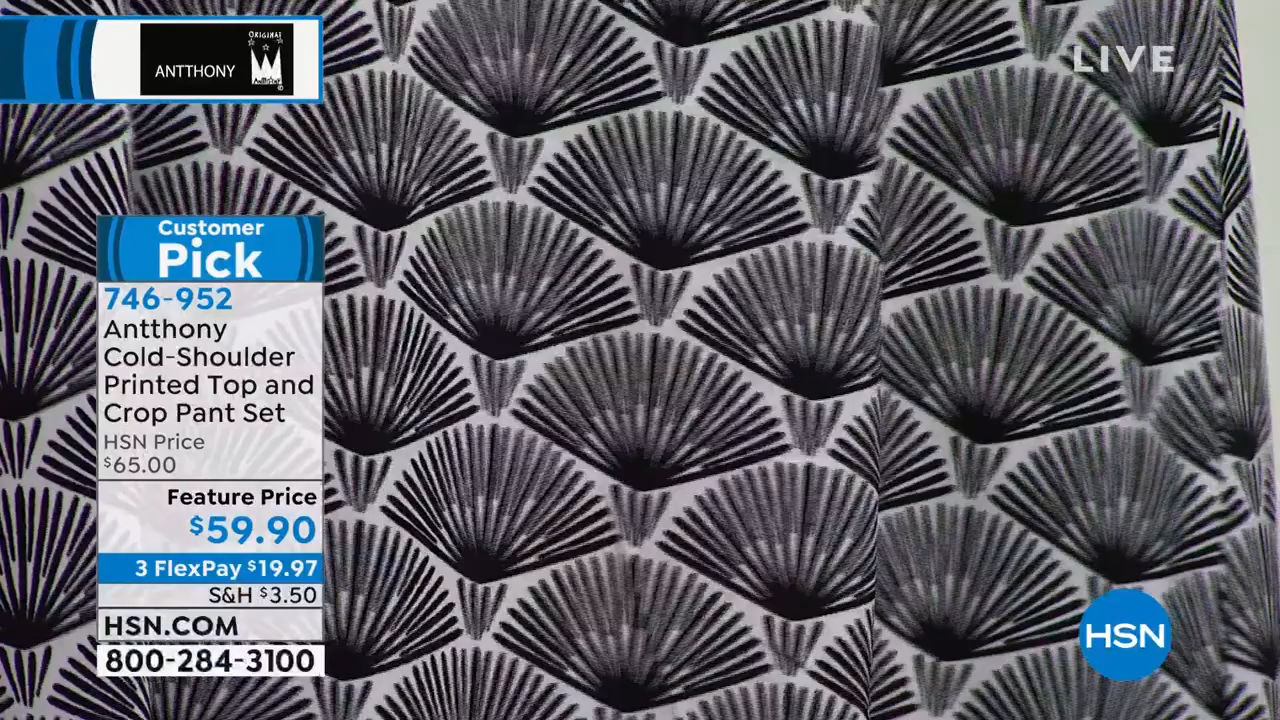 ANTTHONY
ORIGINAL
LIVE
Customer
Pick
746-952
Antthony
Cold-Shoulder
Printed Top and
Crop Pant Set
HSN Price
$65.00
Feature Price
$59.90
3 FlexPay $19.97
S&H $3.50
HSN.COM
800-284-3100
HSN